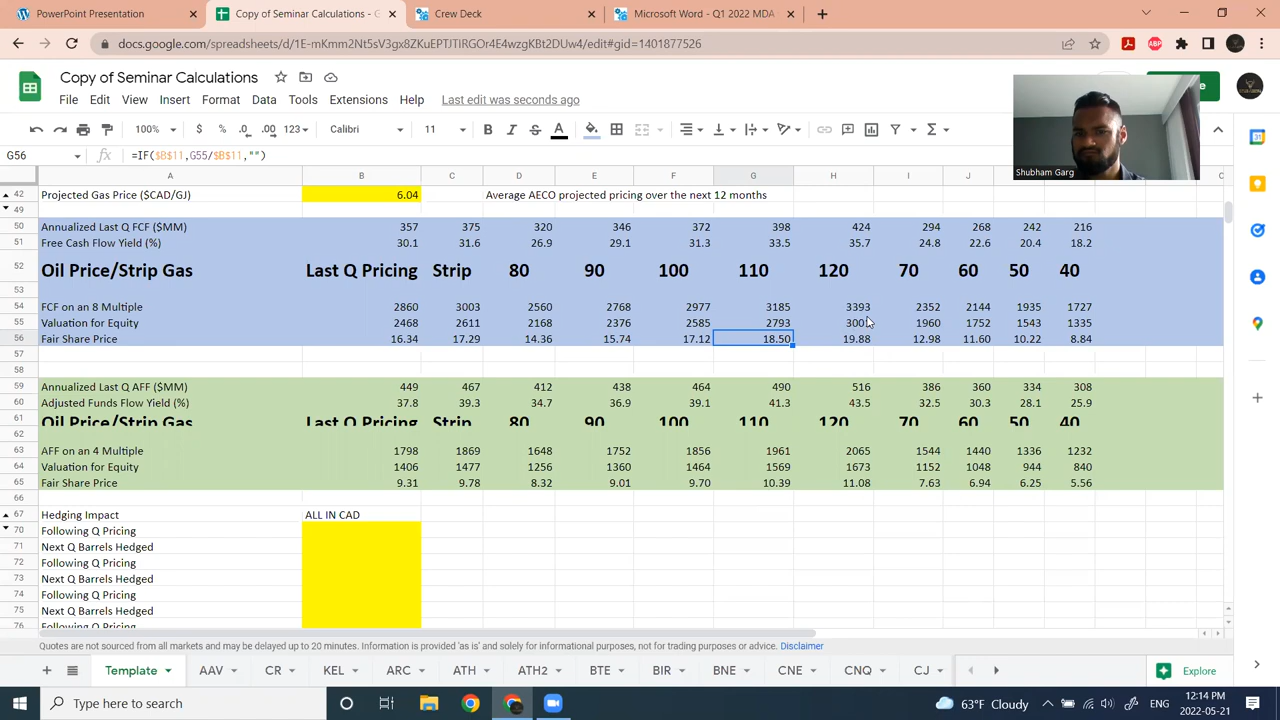 PowerPoint Presentation
Copy of Seminar Calculations - G
Crew Deck
Microsoft Word - Q1 2022 MDA
docs.google.com/spreadsheets/d/1E-mKmm2Nt5sV3gx8ZKuEPTIFTRGOr4E4wzgK6b2DUw4/edit#gid=1401877526
Copy of Seminar Calculations
File Edit View Insert Format Data Tools Extensions Help Last edit was seconds ago
100% $ % .0 .00 123 Calibri 11 B I S A
G56 fx =IF($B$11,G55/$B$11,"")
Shubham Garg
A B C D E F G H I J K L M N O
42 Projected Gas Price ($CAD/GJ) 6.04 Average AECO projected pricing over the next 12 months
49
50 Annualized Last Q FCF ($MM) 357 375 320 346 372 398 424 294 268 242 216
51 Free Cash Flow Yield (%) 30.1 31.6 26.9 29.1 31.3 33.5 35.7 24.8 22.6 20.4 18.2
52 Oil Price/Strip Gas Last Q Pricing Strip 80 90 100 110 120 70 60 50 40
53
54 FCF on an 8 Multiple 2860 3003 2560 2768 2977 3185 3393 2352 2144 1935 1727
55 Valuation for Equity 2468 2611 2168 2376 2585 2793 300 1960 1752 1543 1335
56 Fair Share Price 16.34 17.29 14.36 15.74 17.12 18.50 19.88 12.98 11.60 10.22 8.84
57
58
59 Annualized Last Q AFF ($MM) 449 467 412 438 464 490 516 386 360 334 308
60 Adjusted Funds Flow Yield (%) 37.8 39.3 34.7 36.9 39.1 41.3 43.5 32.5 30.3 28.1 25.9
61 Oil Price/Strip Gas Last Q Pricing Strip 80 90 100 110 120 70 60 50 40
62
63 AFF on an 4 Multiple 1798 1869 1648 1752 1856 1961 2065 1544 1440 1336 1232
64 Valuation for Equity 1406 1477 1256 1360 1464 1569 1673 1152 1048 944 840
65 Fair Share Price 9.31 9.78 8.32 9.01 9.70 10.39 11.08 7.63 6.94 6.25 5.56
66
67 Hedging Impact ALL IN CAD
70 Following Q Pricing
71 Next Q Barrels Hedged
72 Following Q Pricing
73 Next Q Barrels Hedged
74 Following Q Pricing
75 Next Q Barrels Hedged
76 Following Q Pricing
Quotes are not sourced from all markets and may be delayed up to 20 minutes. Information is provided 'as is' and solely for informational purposes, not for trading purposes or advice. Disclaimer
Template AAV CR KEL ARC ATH ATH2 BTE BIR BNE CNE CNQ CJ Explore
Type here to search
63°F Cloudy ENG 12:14 PM
2022-05-21